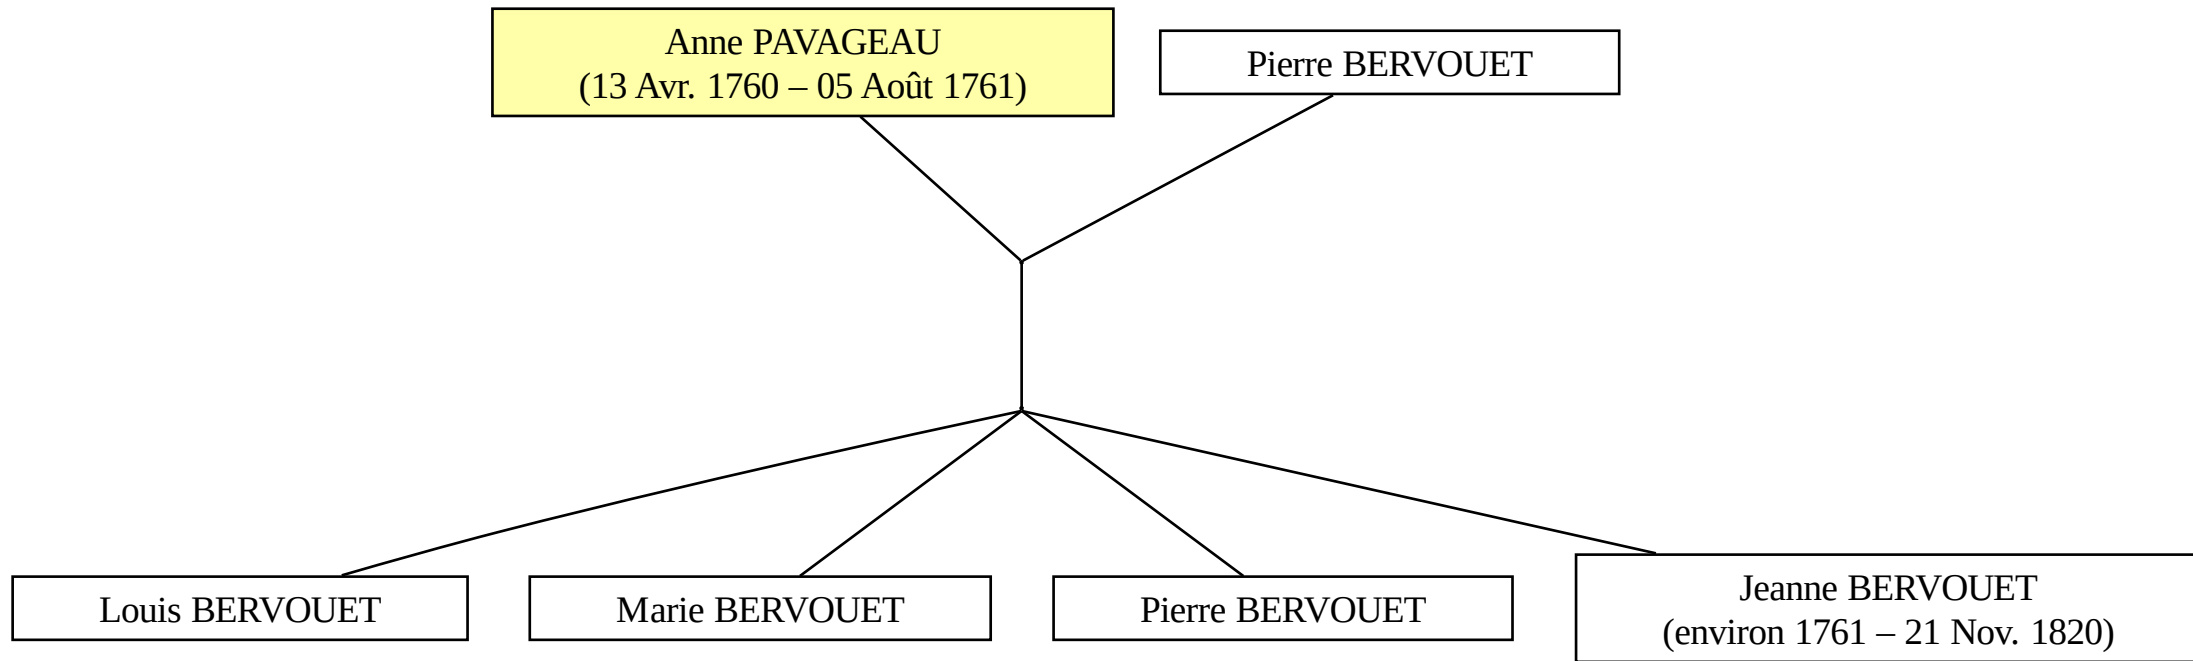 Anne PAVAGEAU
(13 Avr. 1760 – 05 Août 1761)
Pierre BERVOUET
Louis BERVOUET
Marie BERVOUET
Pierre BERVOUET
Jeanne BERVOUET
(environ 1761 – 21 Nov. 1820)